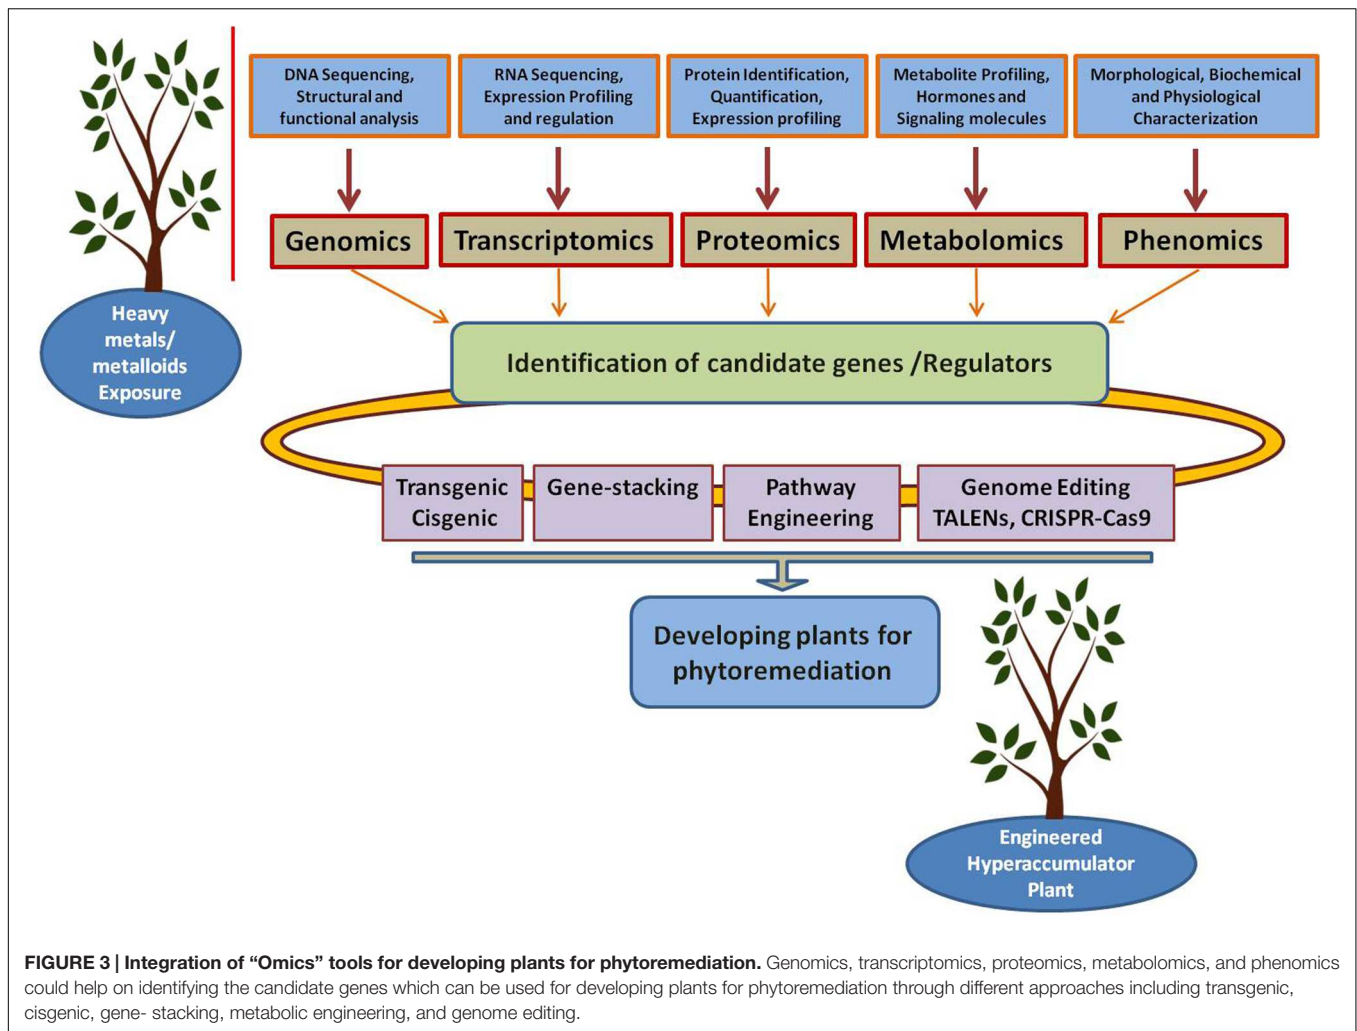 DNA Sequencing,
Structural and
functional analysis
RNA Sequencing,
Expression Profiling
and regulation
Protein Identification,
Quantification,
Expression profiling
Metabolite Profiling,
Hormones and
Signaling molecules
Morphological, Biochemical
and Physiological
Characterization
Genomics
Transcriptomics
Proteomics
Metabolomics
Phenomics
Heavy
metals/
metalloids
Exposure
Identification of candidate genes /Regulators
Transgenic
Cisgenic
Gene-stacking
Pathway
Engineering
Genome Editing
TALENs, CRISPR-Cas9
Developing plants for
phytoremediation
Engineered
Hyperaccumulator
Plant
FIGURE 3 | Integration of “Omics” tools for developing plants for phytoremediation. Genomics, transcriptomics, proteomics, metabolomics, and phenomics
could help on identifying the candidate genes which can be used for developing plants for phytoremediation through different approaches including transgenic,
cisgenic, gene- stacking, metabolic engineering, and genome editing.